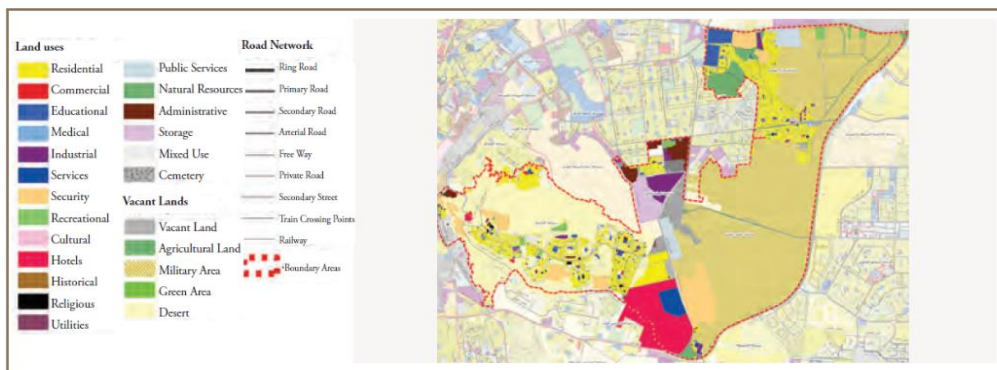 Land uses
Residential
Commercial
Educational
Medical
Industrial
Services
Security
Recreational
Cultural
Hotels
Historical
Religious
Utilities
Public Services
Natural Resources
Administrative
Storage
Mixed Use
Cemetery
Vacant Lands
Vacant Land
Agricultural Land
Military Area
Green Area
Desert
Road Network
Ring Road
Primary Road
Secondary Road
Arterial Road
Free Way
Private Road
Secondary Street
Train Crossing Points
Railway
Boundary Areas